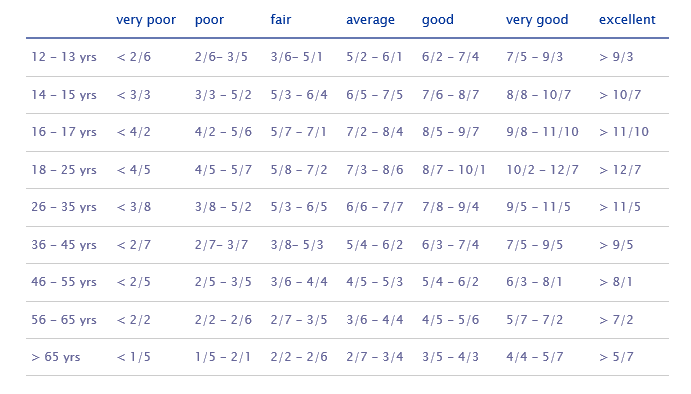 very poor poor fair average good very good excellent
12 – 13 yrs < 2/6 2/6– 3/5 3/6– 5/1 5/2 – 6/1 6/2 – 7/4 7/5 – 9/3 > 9/3
14 – 15 yrs < 3/3 3/3 – 5/2 5/3 – 6/4 6/5 – 7/5 7/6 – 8/7 8/8 – 10/7 > 10/7
16 – 17 yrs < 4/2 4/2 – 5/6 5/7 – 7/1 7/2 – 8/4 8/5 – 9/7 9/8 – 11/10 > 11/10
18 – 25 yrs < 4/5 4/5 – 5/7 5/8 – 7/2 7/3 – 8/6 8/7 – 10/1 10/2 – 12/7 > 12/7
26 – 35 yrs < 3/8 3/8 – 5/2 5/3 – 6/5 6/6 – 7/7 7/8 – 9/4 9/5 – 11/5 > 11/5
36 – 45 yrs < 2/7 2/7– 3/7 3/8– 5/3 5/4 – 6/2 6/3 – 7/4 7/5 – 9/5 > 9/5
46 – 55 yrs < 2/5 2/5 – 3/5 3/6 – 4/4 4/5 – 5/3 5/4 – 6/2 6/3 – 8/1 > 8/1
56 – 65 yrs < 2/2 2/2 – 2/6 2/7 – 3/5 3/6 – 4/4 4/5 – 5/6 5/7 – 7/2 > 7/2
> 65 yrs < 1/5 1/5 – 2/1 2/2 – 2/6 2/7 – 3/4 3/5 – 4/3 4/4 – 5/7 > 5/7